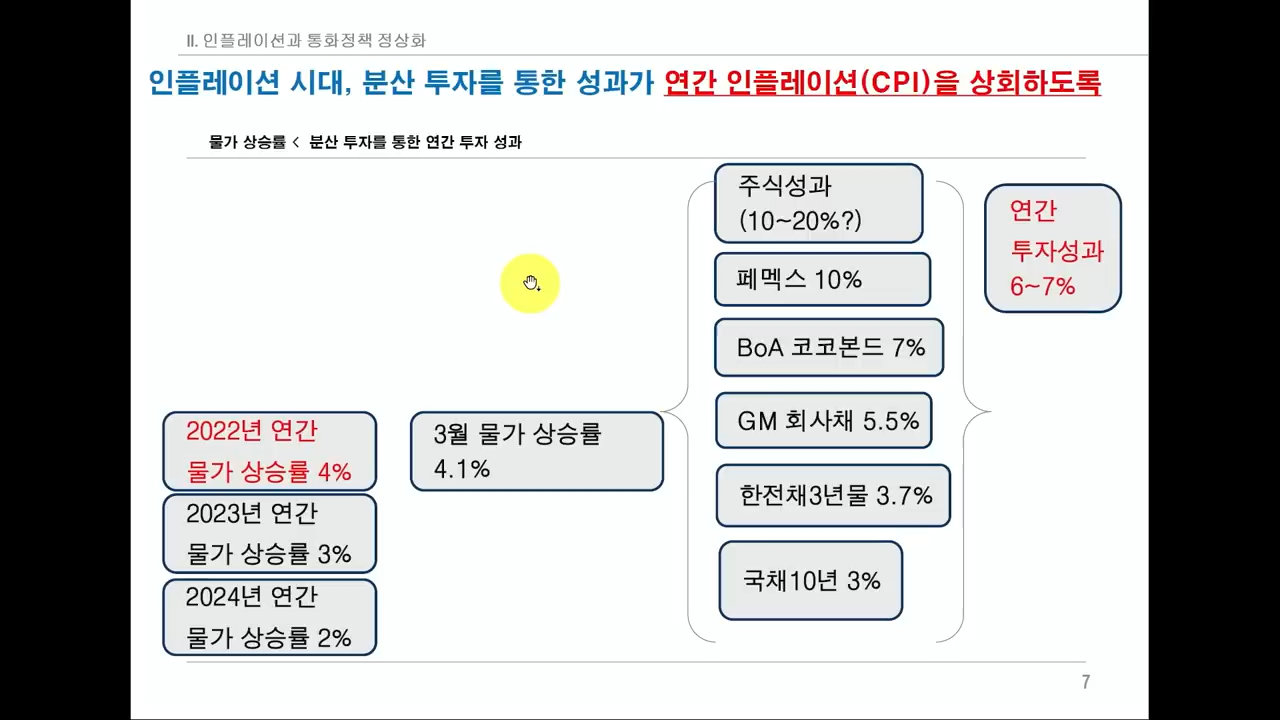 II. 인플레이션과 통화정책 정상화
인플레이션 시대, 분산 투자를 통한 성과가 연간 인플레이션(CPI)을 상회하도록
물가 상승률 < 분산 투자를 통한 연간 투자 성과
2022년 연간
물가 상승률 4%
2023년 연간
물가 상승률 3%
2024년 연간
물가 상승률 2%
3월 물가 상승률
4.1%
주식성과
(10~20%?)
페멕스 10%
BoA 코코본드 7%
GM 회사채 5.5%
한전채3년물 3.7%
국채10년 3%
연간
투자성과
6~7%
7